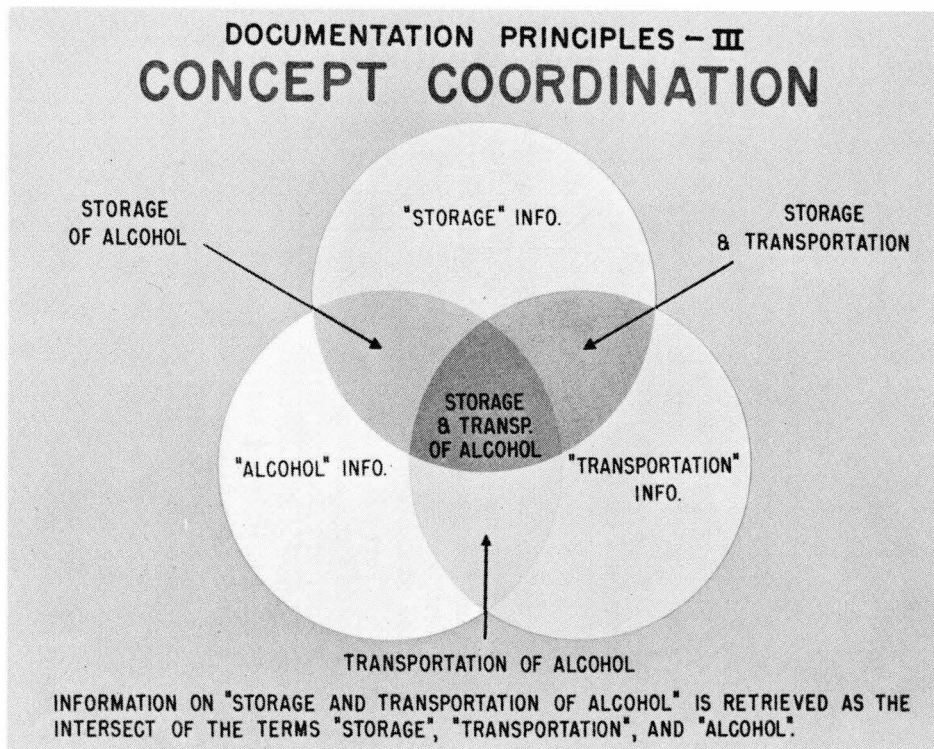 DOCUMENTATION PRINCIPLES - III
CONCEPT COORDINATION
STORAGE
OF ALCOHOL
"STORAGE" INFO.
STORAGE
& TRANSPORTATION
STORAGE
& TRANSP.
OF ALCOHOL
"ALCOHOL" INFO.
"TRANSPORTATION"
INFO.
TRANSPORTATION OF ALCOHOL
INFORMATION ON "STORAGE AND TRANSPORTATION OF ALCOHOL" IS RETRIEVED AS THE
INTERSECT OF THE TERMS "STORAGE", "TRANSPORTATION", AND "ALCOHOL".